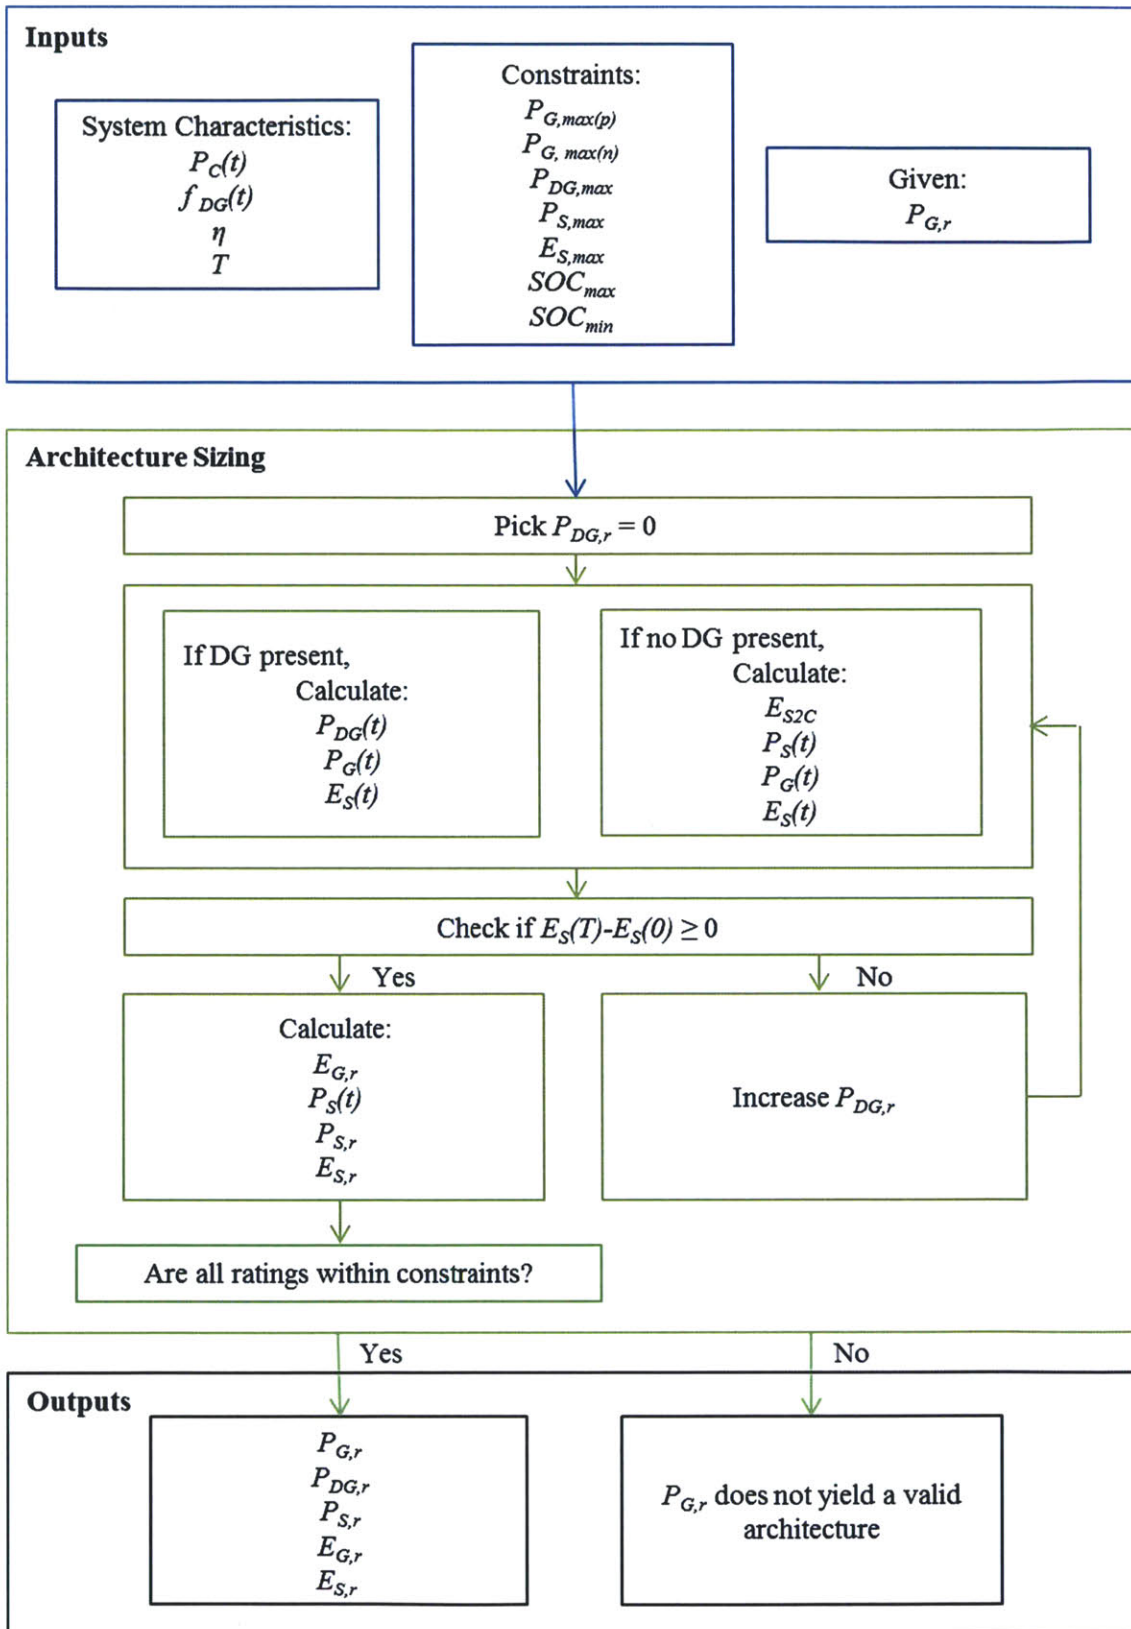 Inputs
System Characteristics:
P_C(t)
f_DG(t)
η
T
Constraints:
P_G,max(p)
P_G, max(n)
P_DG,max
P_S,max
E_S,max
SOC_max
SOC_min
Given:
P_G,r
Architecture Sizing
Pick P_DG,r = 0
If DG present,
Calculate:
P_DG(t)
P_G(t)
E_S(t)
If no DG present,
Calculate:
E_S2C
P_S(t)
P_G(t)
E_S(t)
Check if E_S(T)-E_S(0) ≥ 0
Yes
No
Calculate:
E_G,r
P_S(t)
P_S,r
E_S,r
Increase P_DG,r
Are all ratings within constraints?
Yes
No
Outputs
P_G,r
P_DG,r
P_S,r
E_G,r
E_S,r
P_G,r does not yield a valid
architecture